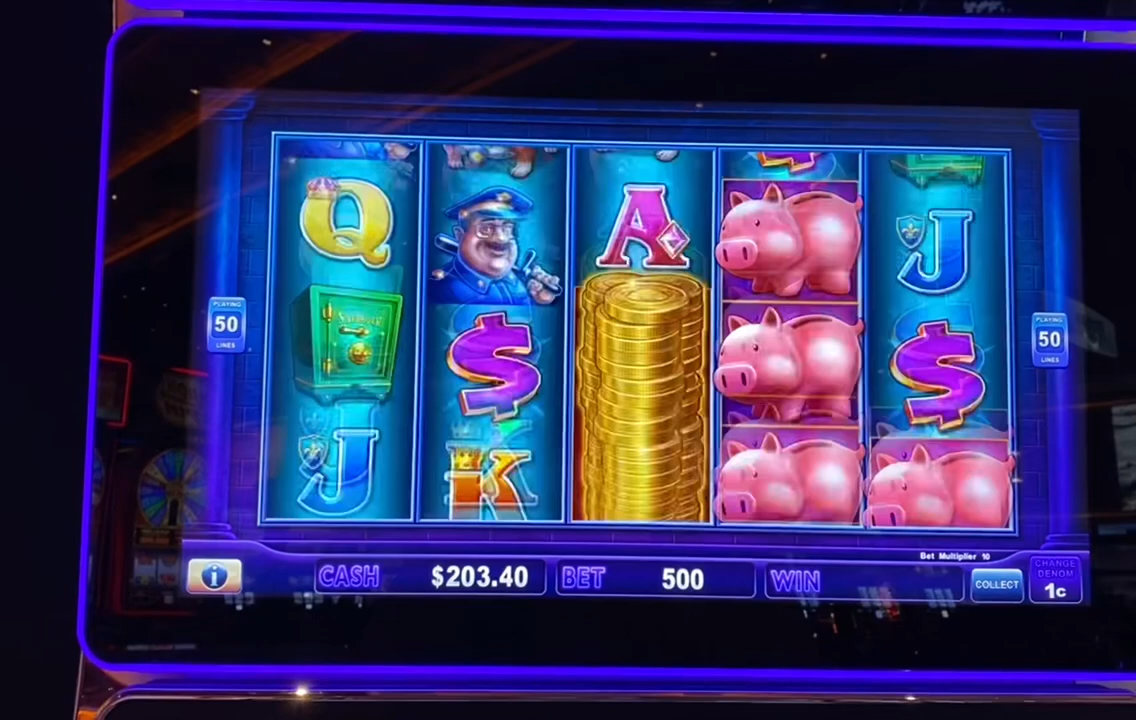 Q
A
J
PLAYING
50
LINES
$
$
PLAYING
50
LINES
J
K
Bet Multiplier 10
i
CASH
$203.40
BET
500
WIN
COLLECT
CHANGE
DENOM
1c